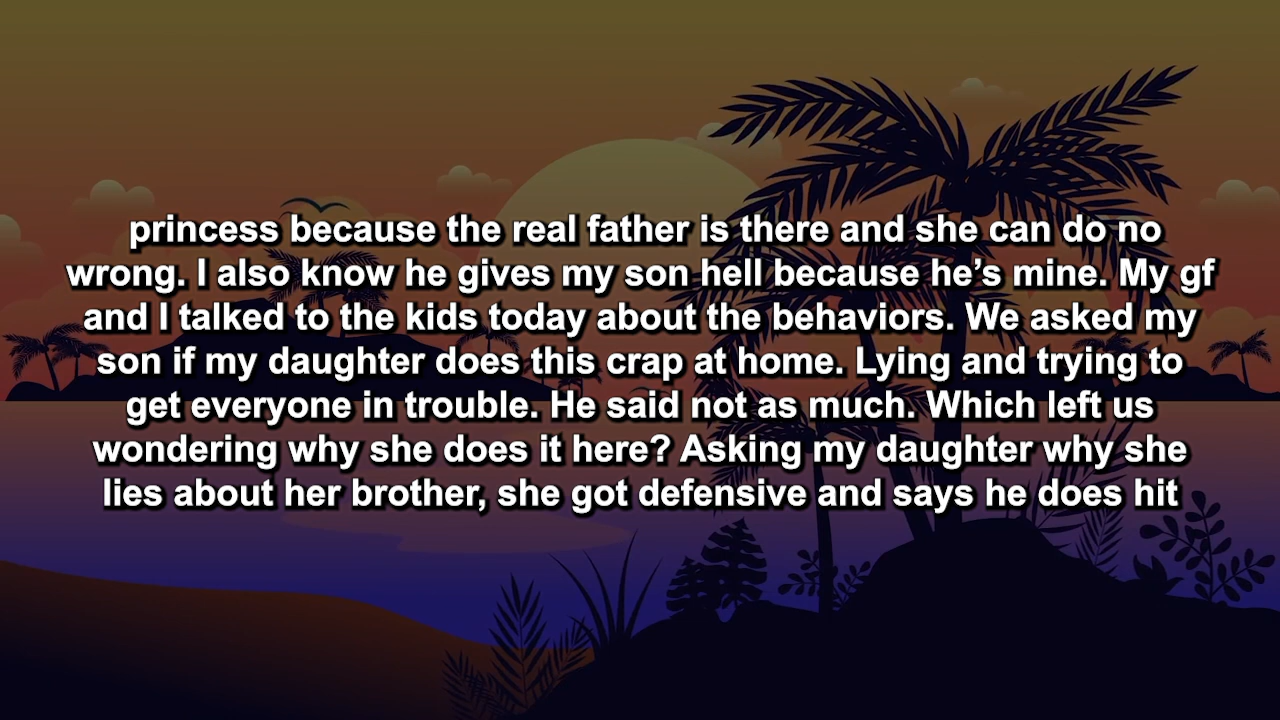 princess because the real father is there and she can do no
wrong. I also know he gives my son hell because he’s mine. My gf
and I talked to the kids today about the behaviors. We asked my
son if my daughter does this crap at home. Lying and trying to
get everyone in trouble. He said not as much. Which left us
wondering why she does it here? Asking my daughter why she
lies about her brother, she got defensive and says he does hit